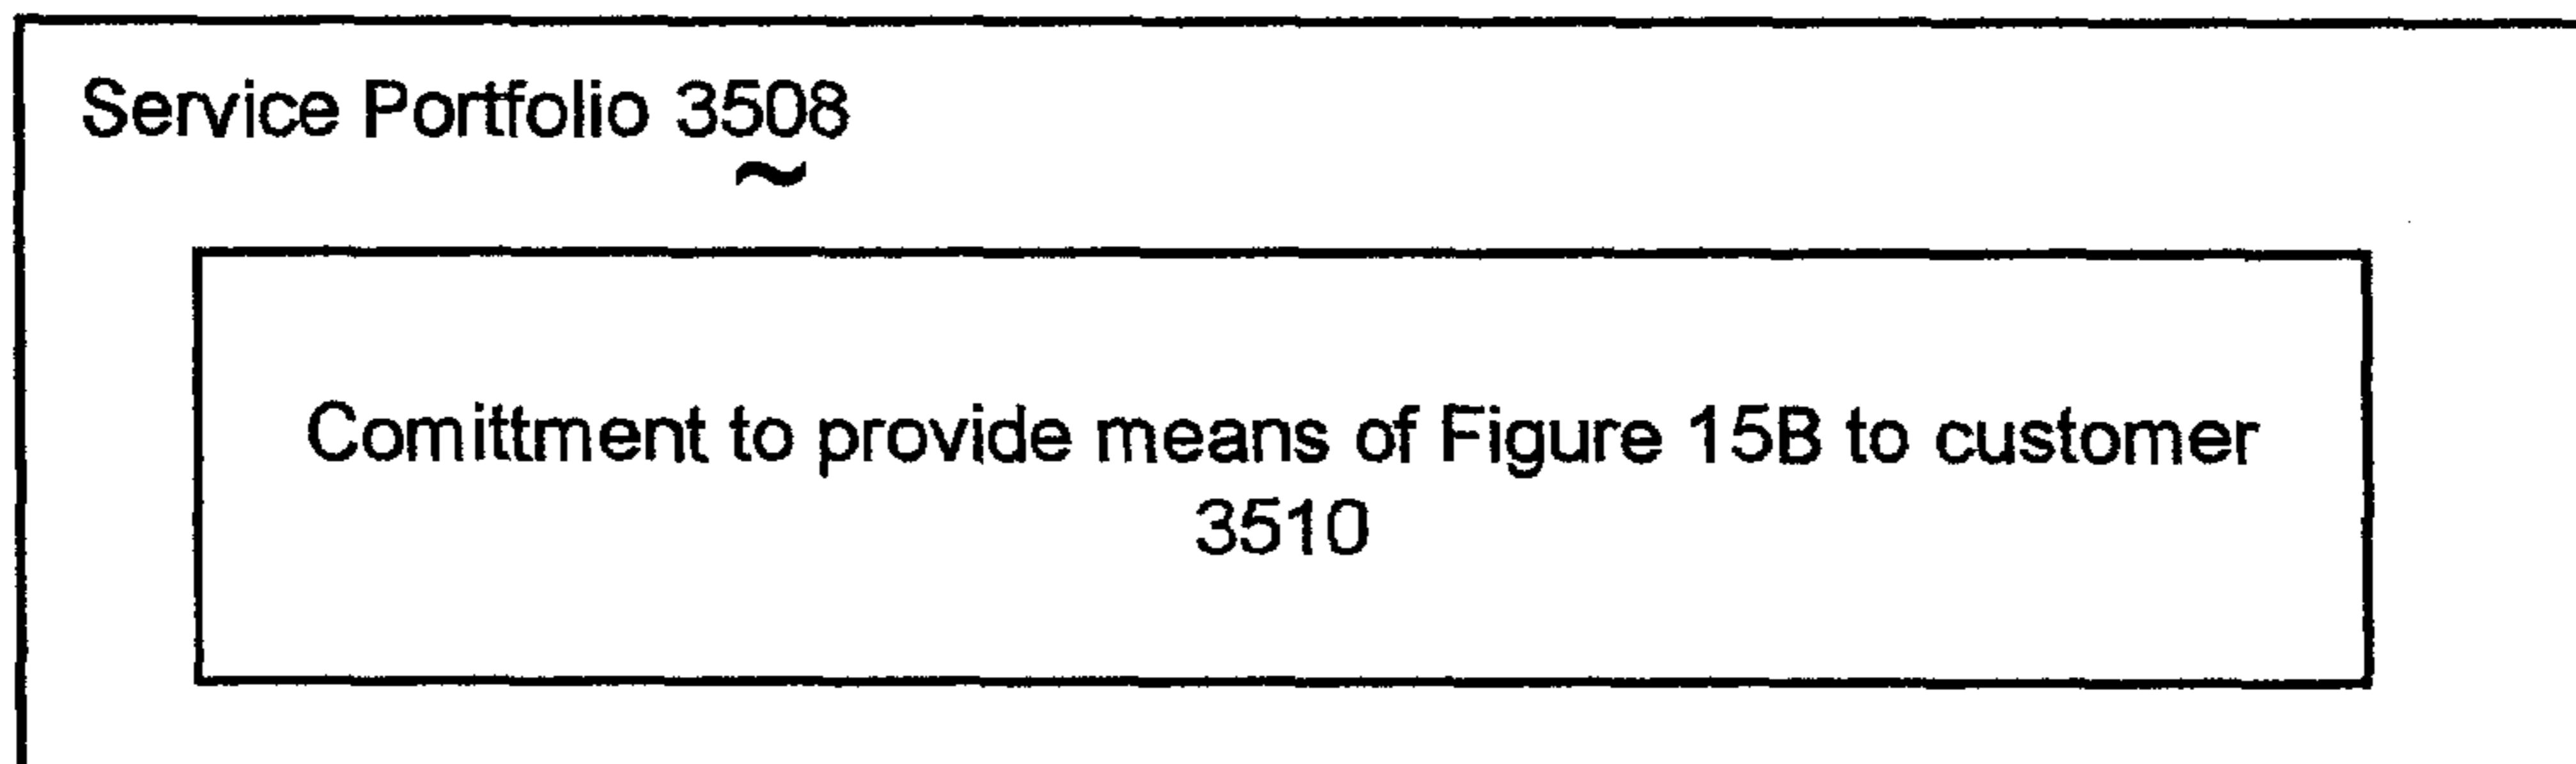 Service Portfolio 3508
~
Comittment to provide means of Figure 15B to customer
3510